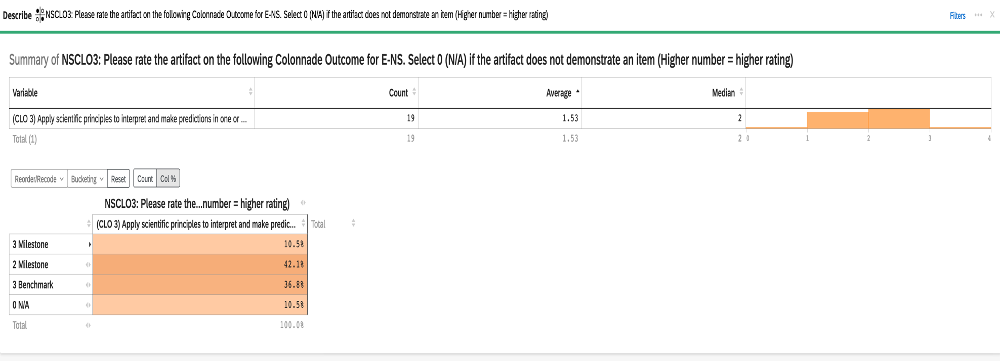 Describe NSCLO3: Please rate the artifact on the following Colonnade Outcome for E-NS. Select 0 (N/A) if the artifact does not demonstrate an item (Higher number = higher rating) Filters ••• X
Summary of NSCLO3: Please rate the artifact on the following Colonnade Outcome for E-NS. Select 0 (N/A) if the artifact does not demonstrate an item (Higher number = higher rating)
Variable Count Average Median
(CLO 3) Apply scientific principles to interpret and make predictions in one or ... 19 1.53 2
Total (1) 19 1.53 2 0 1 2 3 4
Reorder/Recode Bucketing Reset Count Col %
NSCLO3: Please rate the...number = higher rating)
(CLO 3) Apply scientific principles to interpret and make predic... Total
3 Milestone 10.5%
2 Milestone 42.1%
3 Benchmark 36.8%
0 N/A 10.5%
Total 100.0%